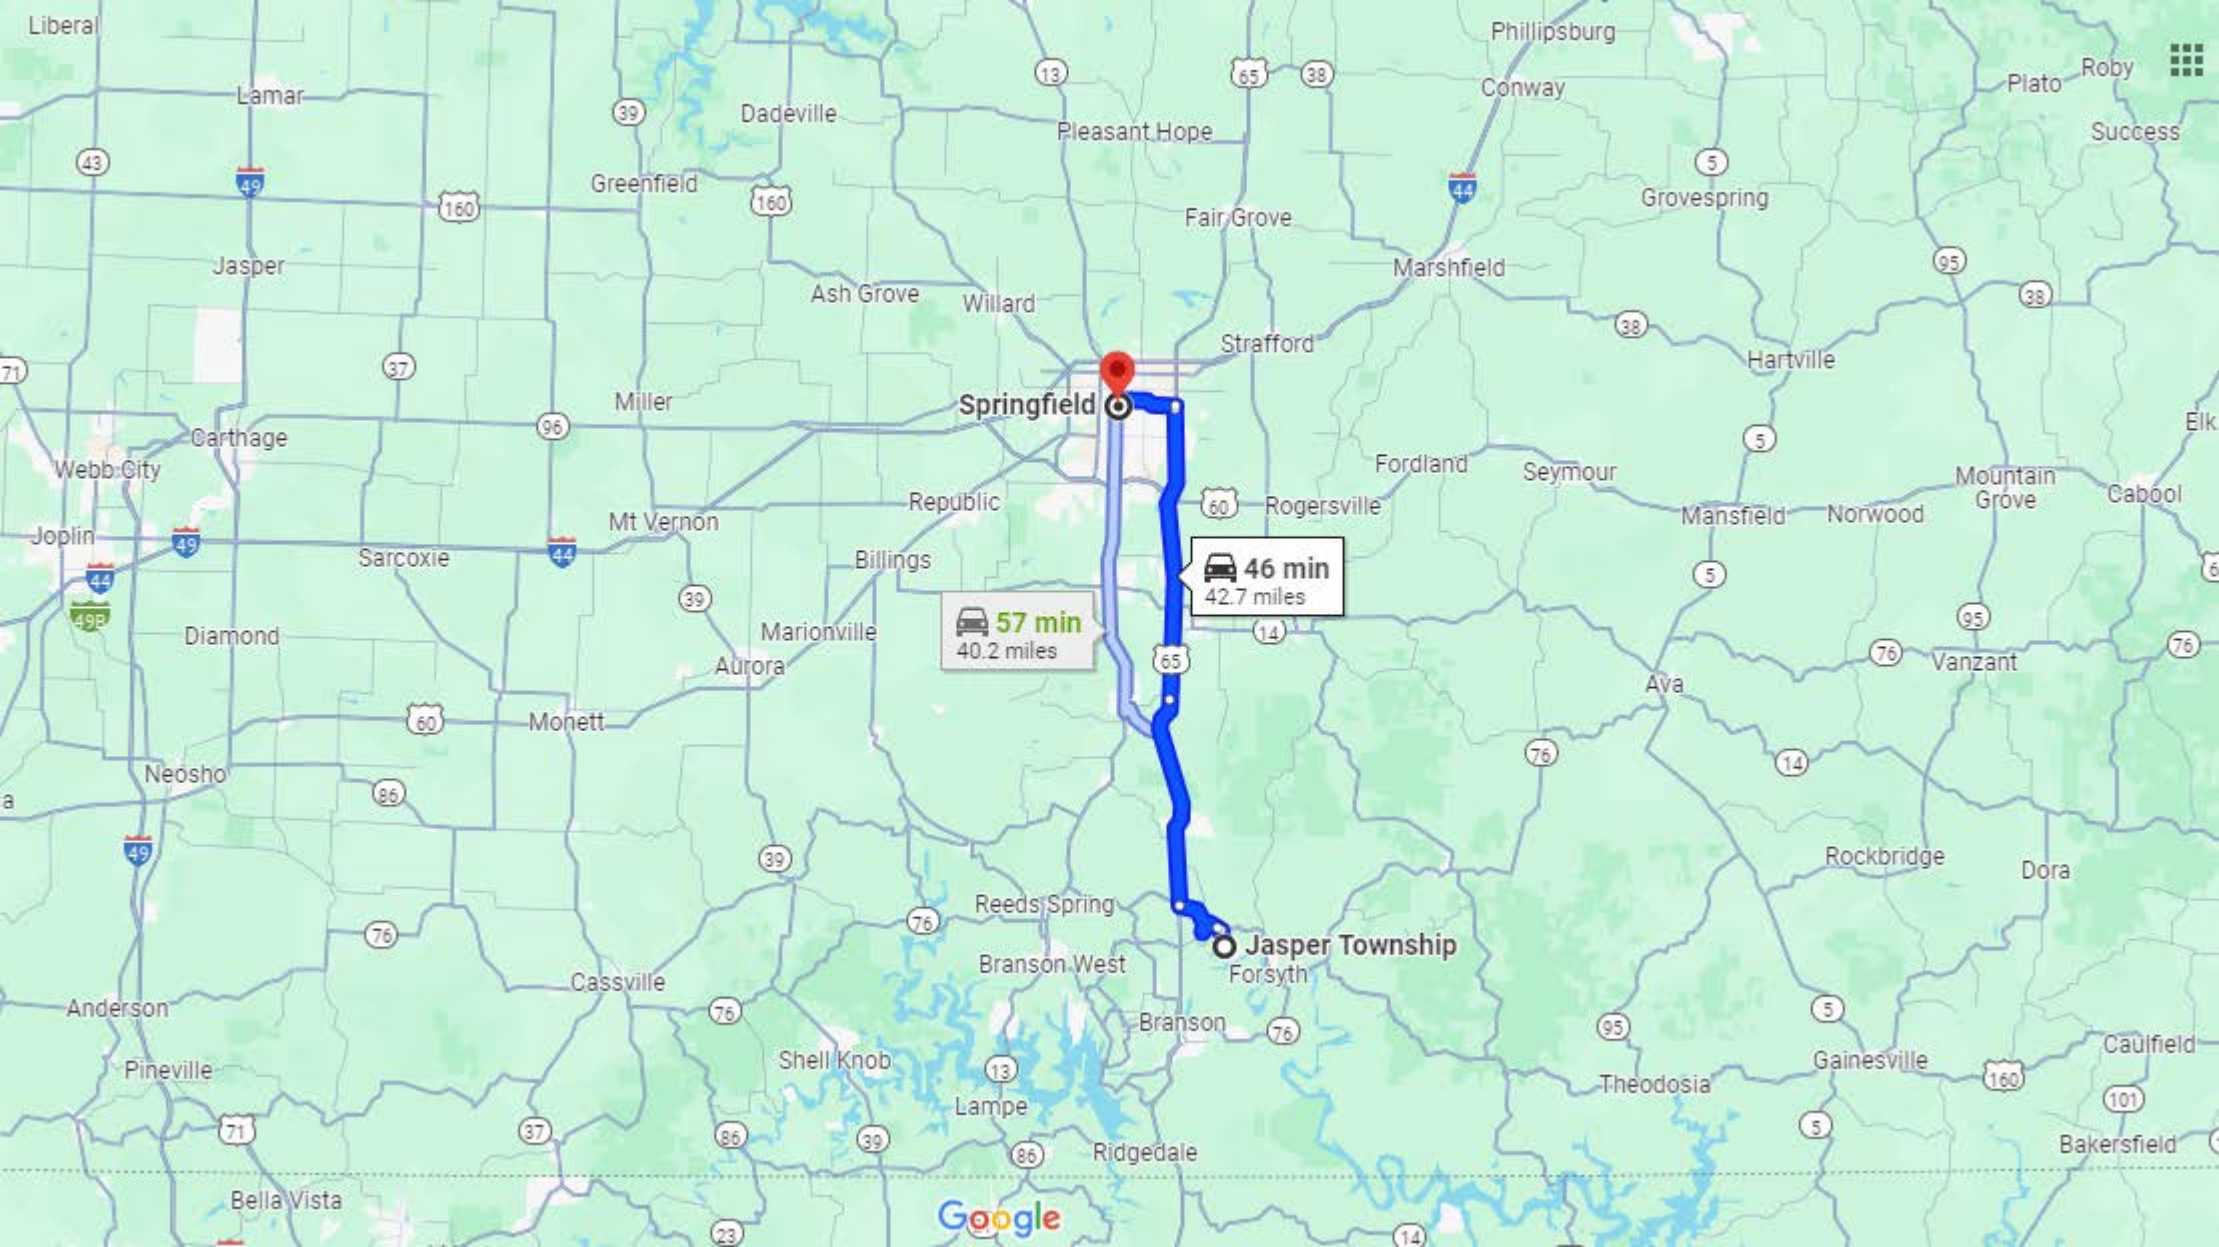 Liberal
Phillipsburg
Roby
Plato
13
65
38
Conway
Lamar
39
Dadeville
Pleasant Hope
Success
43
5
49
44
Greenfield
Grovespring
160
160
Fair Grove
Jasper
Marshfield
95
38
Ash Grove
Willard
38
Strafford
Hartville
71
37
Miller
Springfield
96
Elk
Carthage
5
Webb City
Fordland
Seymour
Mountain
Grove
Cabool
Republic
60
Rogersville
Mansfield
Norwood
Mt Vernon
Joplin
49
Sarcoxie
44
Billings
46 min
42.7 miles
44
5
6
39
49B
57 min
40.2 miles
95
Diamond
Marionville
14
76
Vanzant
76
65
Aurora
Ava
60
Monett
76
14
Neosho
86
a
49
39
Rockbridge
Dora
Reeds Spring
76
76
Jasper Township
Branson West
Forsyth
Cassville
Anderson
76
Branson
76
95
5
Caulfield
Shell Knob
Gainesville
Pineville
13
Theodosia
160
Lampe
101
71
37
86
39
5
Ridgedale
86
Bakersfield
Bella Vista
Google
23
14